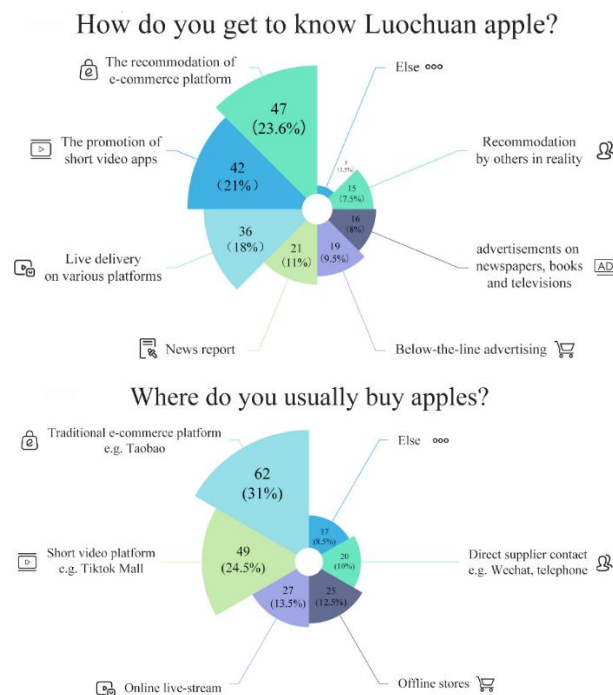 How do you get to know Luochuan apple?
The recommodation of
e-commerce platform
47
(23.6%)
Else
The promotion of
short video apps
42
(21%)
3
(1.5%)
Recommodation
by others in reality
15
(7.5%)
36
(18%)
Live delivery
on various platforms
21
(11%)
19
(9.5%)
16
(8%)
advertisements on
newspapers, books
and televisions
AD
News report
Below-the-line advertising
Where do you usually buy apples?
Traditional e-commerce platform
e.g. Taobao
62
(31%)
Else
17
(8.5%)
Short video platform
e.g. Tiktok Mall
49
(24.5%)
20
(10%)
Direct supplier contact
e.g. Wechat, telephone
27
(13.5%)
25
(12.5%)
Online live-stream
Offline stores